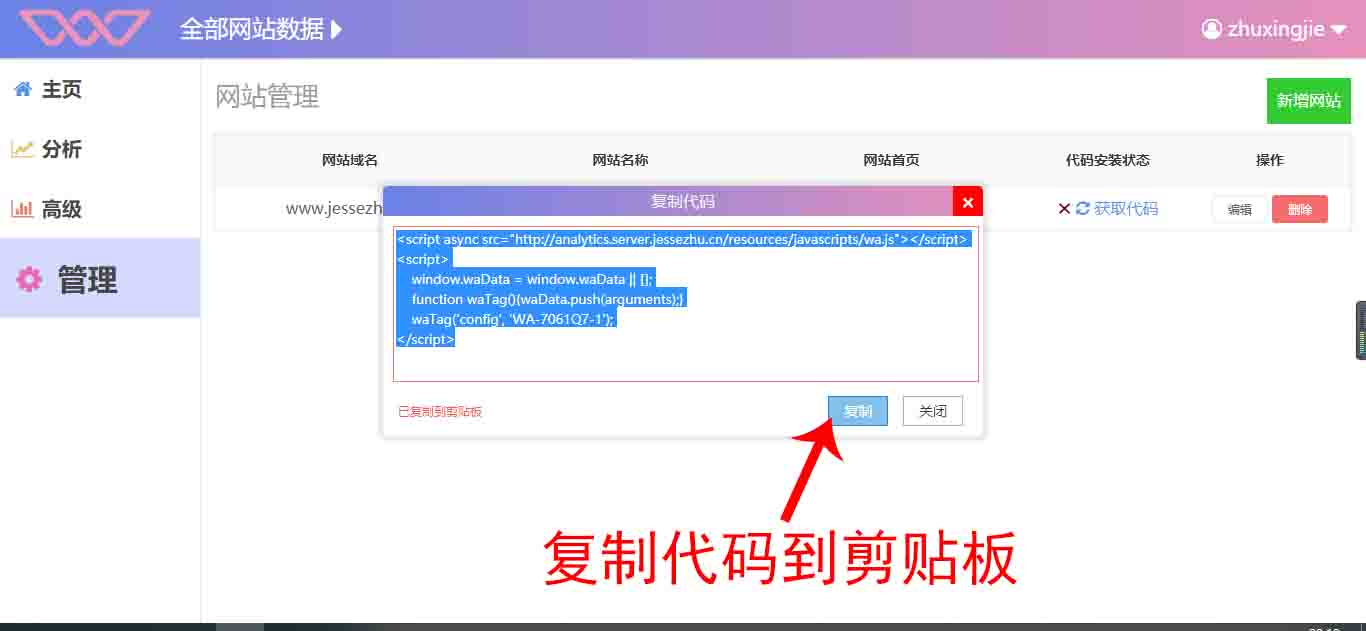 全部网站数据
zhuxingjie
主页
分析
高级
管理
网站管理
新增网站
网站域名 网站名称 网站首页 代码安装状态 操作
www.jessezh 获取代码 编辑 删除
复制代码
<script async src="http://analytics.server.jessezhu.cn/resources/javascripts/wa.js"></script>
<script>
window.waData = window.waData || [];
function waTag(){waData.push(arguments);}
waTag('config', 'WA-7061Q7-1');
</script>
已复制到剪贴板
复制 关闭
复制代码到剪贴板